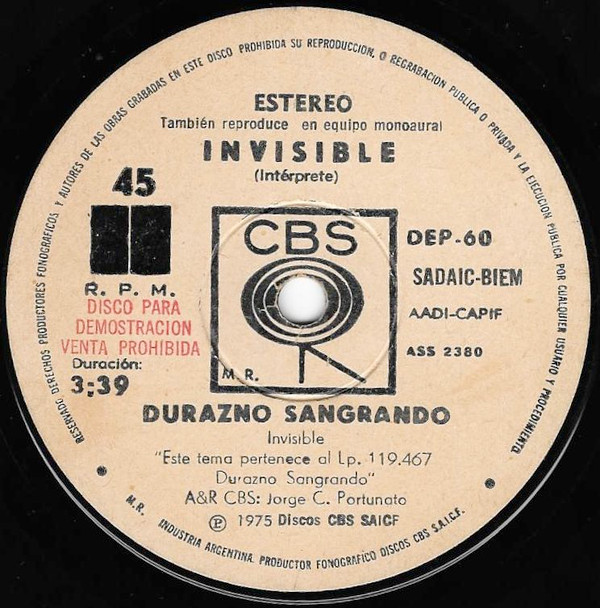 RESERVADO DERECHOS PRODUCTORES FONOGRAFICOS Y AUTORES DE LAS OBRAS GRABADAS EN ESTE DISCO PROHIBIDA SU REPRODUCCION, O REGRABACION PUBLICA O PRIVADA Y LA EJECUCION PUBLICA POR CUALQUIER USUARIO Y PROCEDIMIENTO.
ESTEREO
También reproduce en equipo monoaural
INVISIBLE
(Intérprete)
45
R. P. M.
DISCO PARA
DEMOSTRACION
VENTA PROHIBIDA
Duración:
3:39
CBS
M. R.
DEP-60
SADAIC-BIEM
AADI-CAPIF
ASS 2380
DURAZNO SANGRANDO
Invisible
"Este tema pertenece al Lp. 119.467
Durazno Sangrando"
A&R CBS: Jorge C. Portunato
℗ 1975 Discos CBS SAICF
M.R. INDUSTRIA ARGENTINA. PRODUCTOR FONOGRAFICO DISCOS CBS S.A.I.C.F.